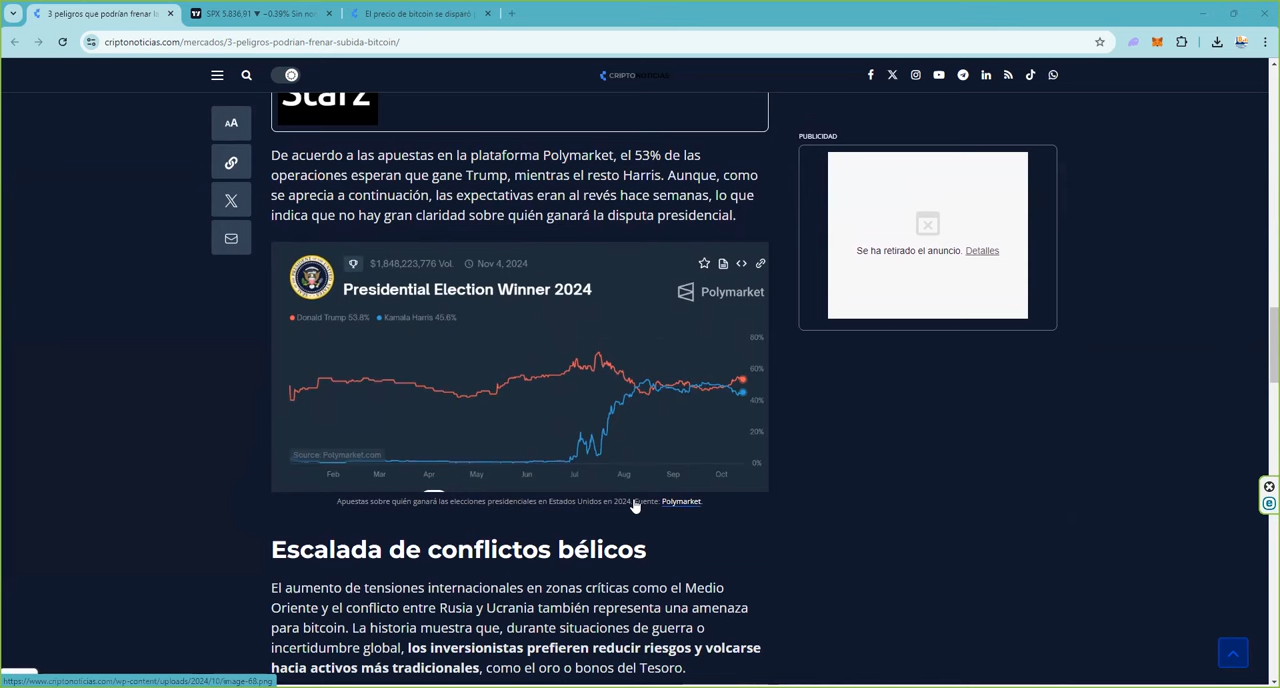 3 peligros que podrían frenar la
SPX 5.836,91 ▼ −0.39% Sin nom
El precio de bitcoin se disparó p
criptonoticias.com/mercados/3-peligros-podrian-frenar-subida-bitcoin/
CRIPTONOTICIAS
Starz
AA
De acuerdo a las apuestas en la plataforma Polymarket, el 53% de las
operaciones esperan que gane Trump, mientras el resto Harris. Aunque, como
se aprecia a continuación, las expectativas eran al revés hace semanas, lo que
indica que no hay gran claridad sobre quién ganará la disputa presidencial.
PUBLICIDAD
Se ha retirado el anuncio. Detalles
$1,848,223,776 Vol. Nov 4, 2024
Presidential Election Winner 2024
Polymarket
Donald Trump 53.8% Kamala Harris 45.6%
80%
60%
40%
20%
0%
Source: Polymarket.com
Feb Mar Apr May Jun Jul Aug Sep Oct
Apuestas sobre quién ganará las elecciones presidenciales en Estados Unidos en 2024. Fuente: Polymarket.
Escalada de conflictos bélicos
El aumento de tensiones internacionales en zonas críticas como el Medio
Oriente y el conflicto entre Rusia y Ucrania también representa una amenaza
para bitcoin. La historia muestra que, durante situaciones de guerra o
incertidumbre global, los inversionistas prefieren reducir riesgos y volcarse
hacia activos más tradicionales, como el oro o bonos del Tesoro.
https://www.criptonoticias.com/wp-content/uploads/2024/10/image-68.png